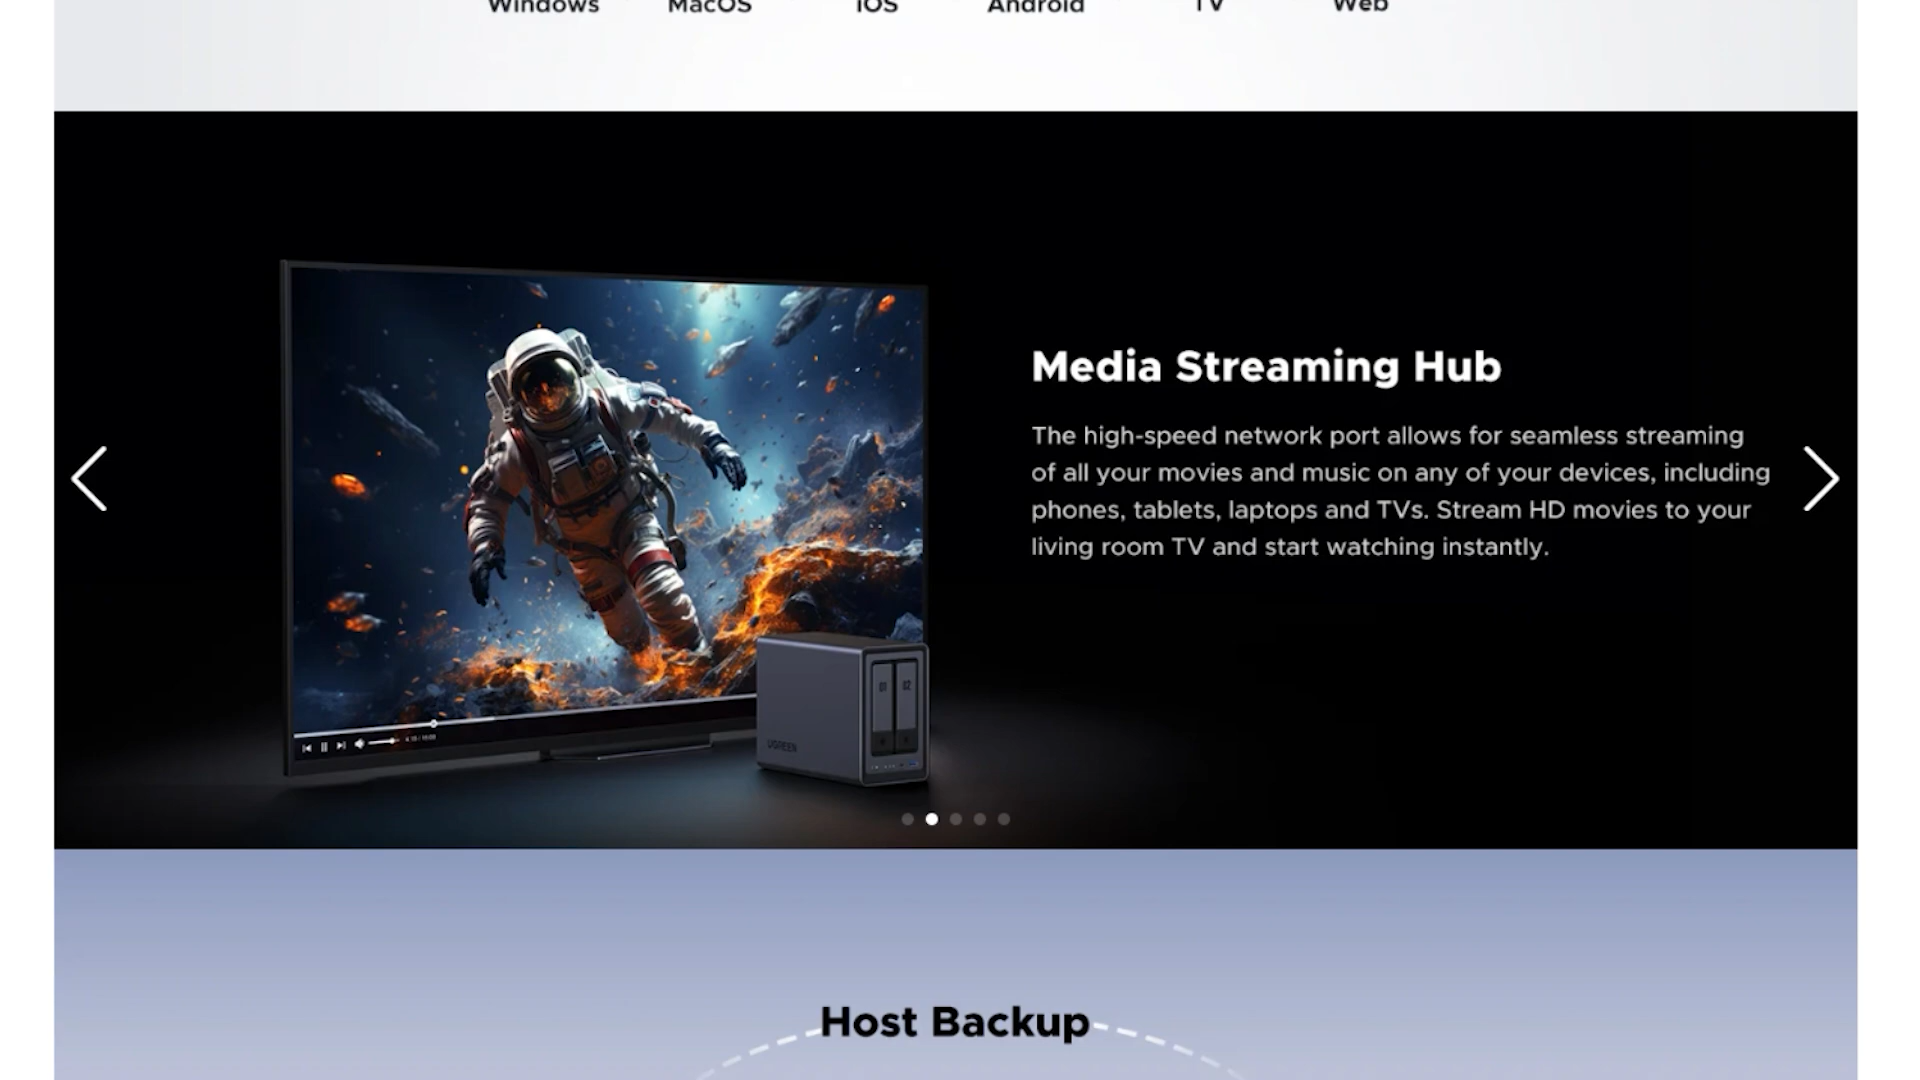 Windows MacOS iOS Android TV Web
Media Streaming Hub
The high-speed network port allows for seamless streaming
of all your movies and music on any of your devices, including
phones, tablets, laptops and TVs. Stream HD movies to your
living room TV and start watching instantly.
01 02
UGREEN
Host Backup